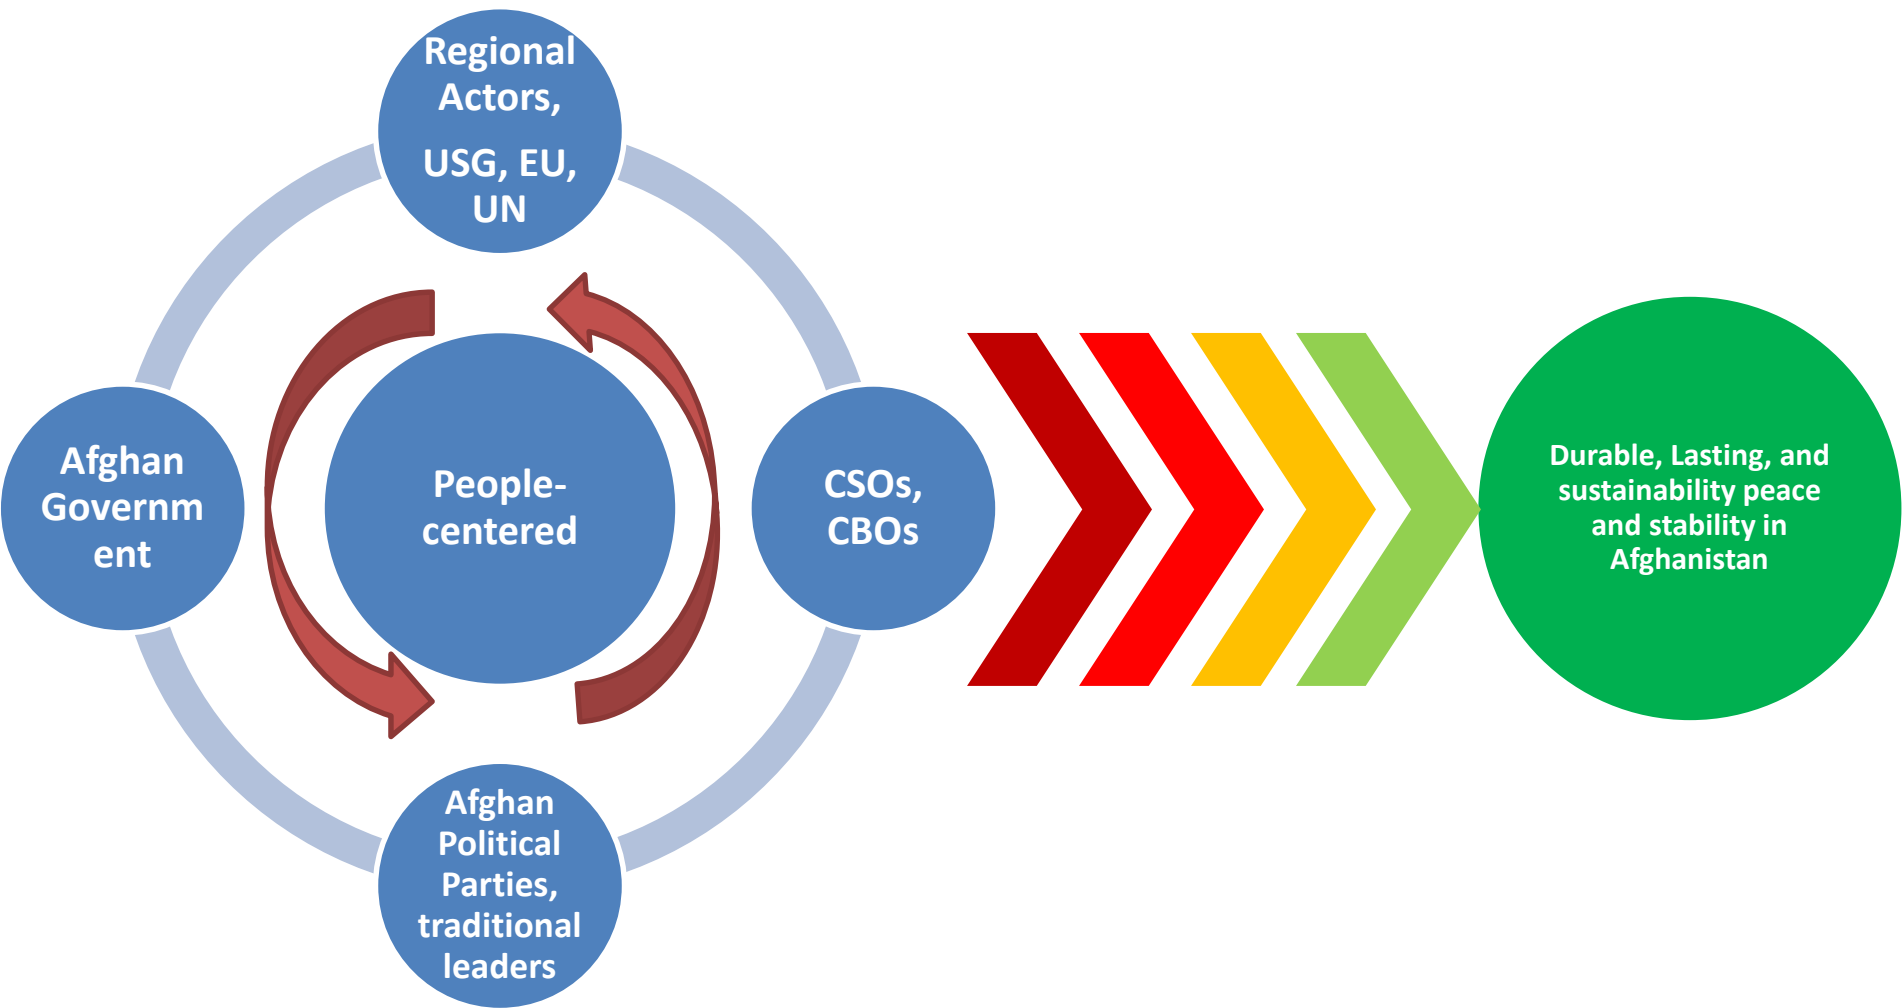 Regional
Actors,
USG, EU,
UN
Afghan
Governm
ent
People-
centered
CSOs,
CBOs
Durable, Lasting, and
sustainability peace
and stability in
Afghanistan
Afghan
Political
Parties,
traditional
leaders